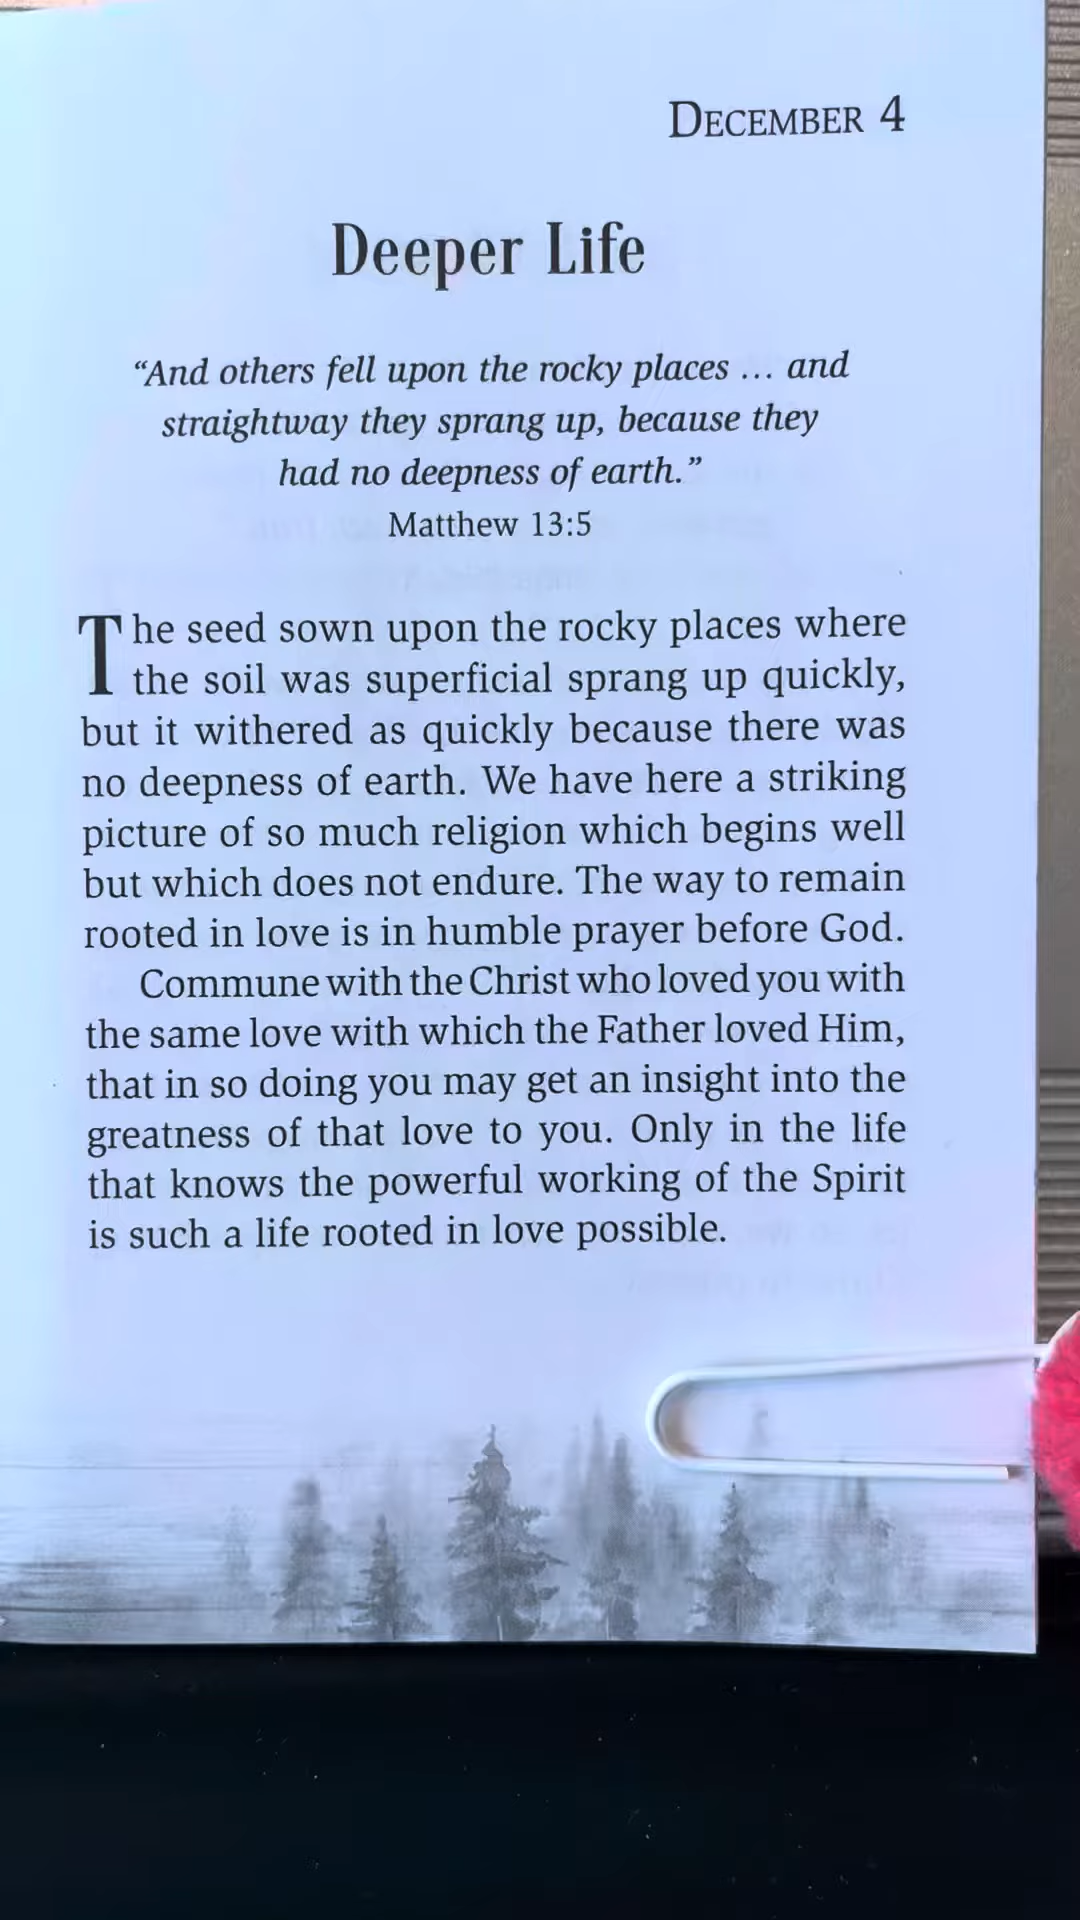 DECEMBER 4
Deeper Life
“And others fell upon the rocky places … and
straightway they sprang up, because they
had no deepness of earth.”
Matthew 13:5
The seed sown upon the rocky places where
the soil was superficial sprang up quickly,
but it withered as quickly because there was
no deepness of earth. We have here a striking
picture of so much religion which begins well
but which does not endure. The way to remain
rooted in love is in humble prayer before God.
Commune with the Christ who loved you with
the same love with which the Father loved Him,
that in so doing you may get an insight into the
greatness of that love to you. Only in the life
that knows the powerful working of the Spirit
is such a life rooted in love possible.